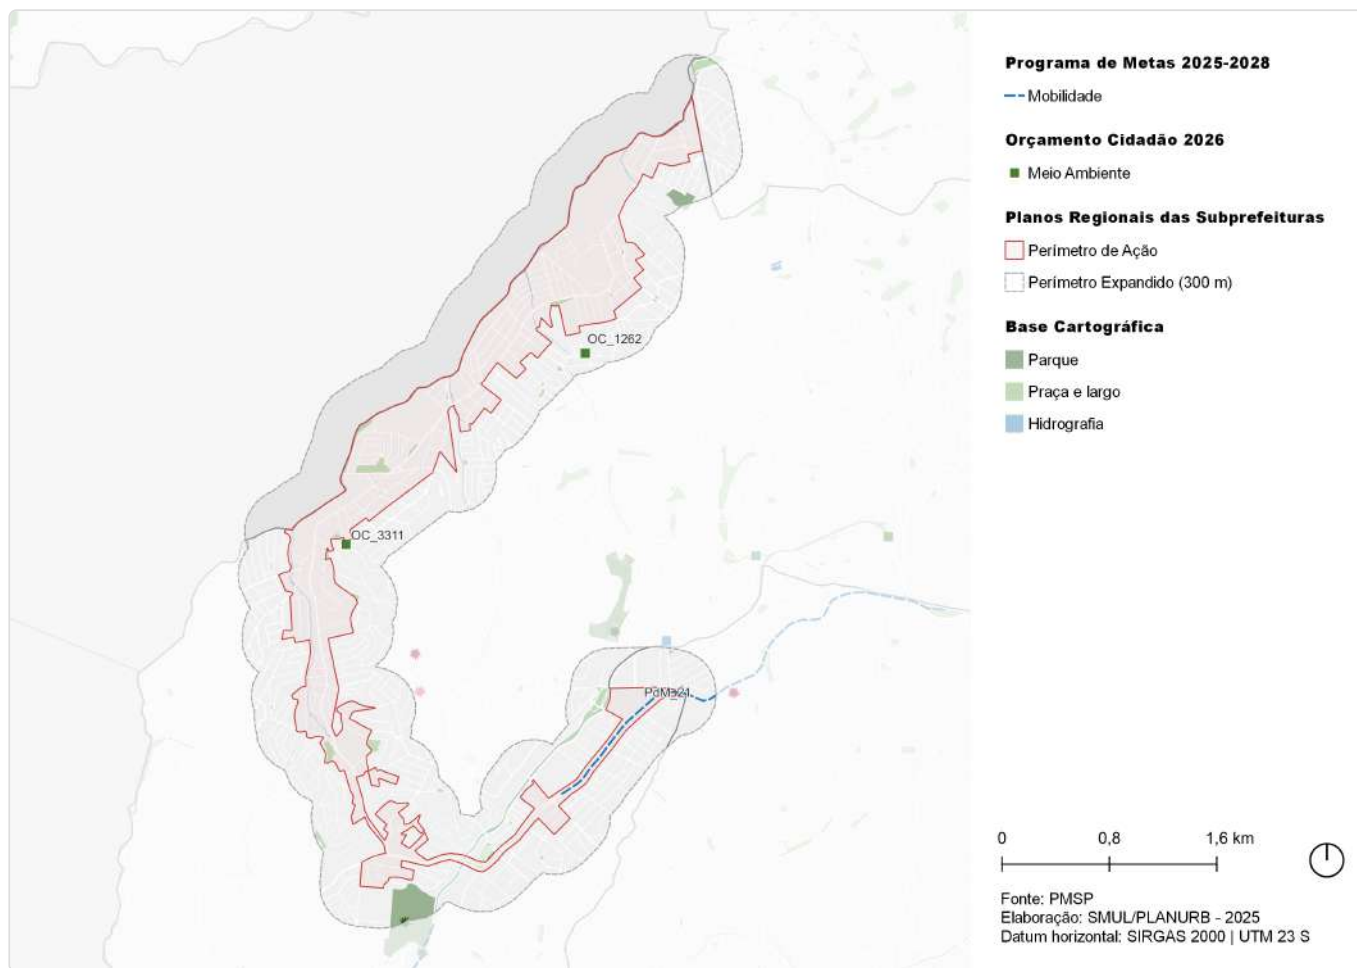 Programa de Metas 2025-2028
Mobilidade
Orçamento Cidadão 2026
Meio Ambiente
Planos Regionais das Subprefeituras
Perímetro de Ação
Perímetro Expandido (300 m)
Base Cartográfica
Parque
Praça e largo
Hidrografia
OC_1262
OC_3311
0 0,8 1,6 km
Fonte: PMSP
Elaboração: SMUL/PLANURB - 2025
Datum horizontal: SIRGAS 2000 | UTM 23 S